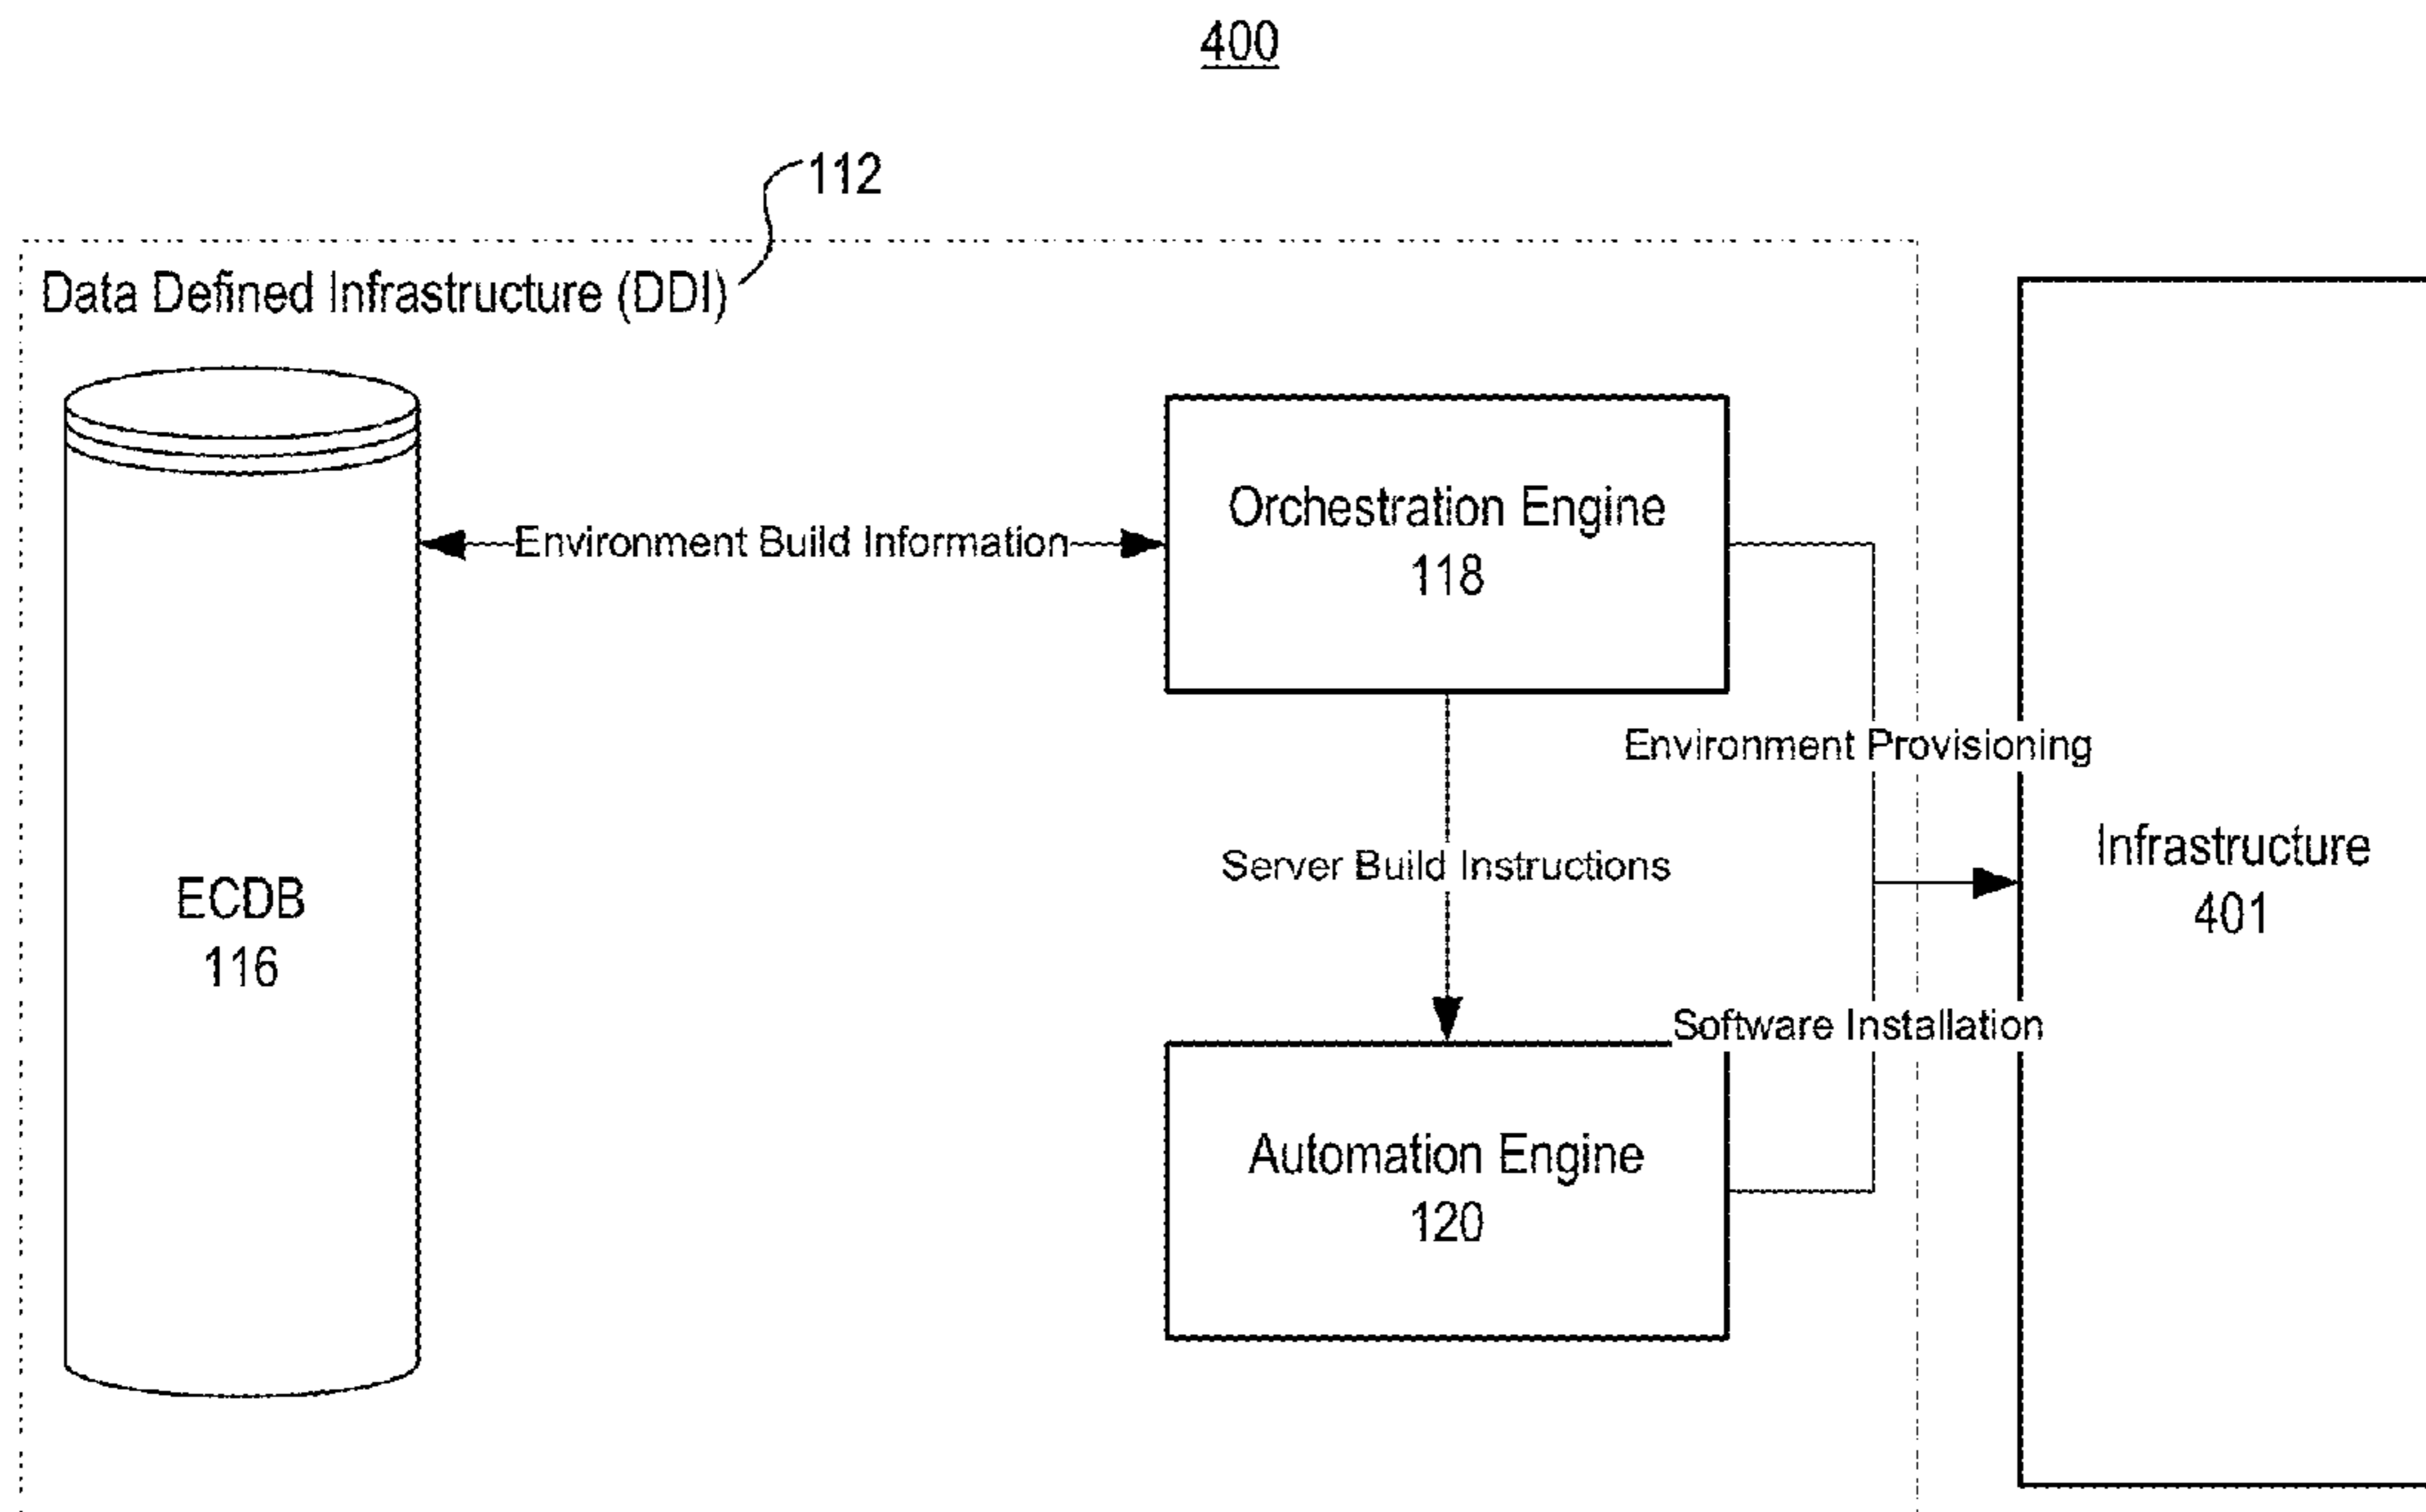 400
112
Data Defined Infrastructure (DDI)
Orchestration Engine
118
Environment Build Information
Environment Provisioning
Server Build Instructions
Infrastructure
401
ECDB
116
Software Installation
Automation Engine
120